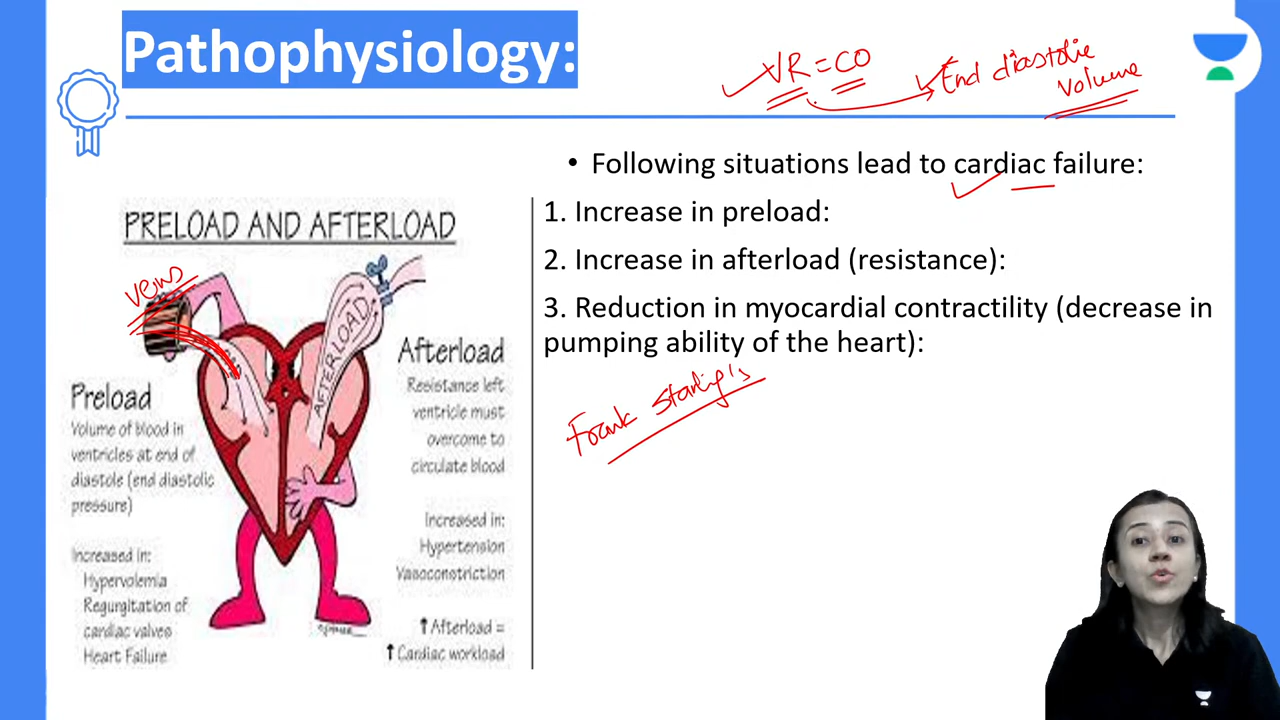 Pathophysiology:
VR = CO
End diastolic
volume
• Following situations lead to cardiac failure:
1. Increase in preload:
2. Increase in afterload (resistance):
3. Reduction in myocardial contractility (decrease in
pumping ability of the heart):
Frank Starling's
PRELOAD AND AFTERLOAD
veins
AFTERLOAD
Preload
Volume of blood in
ventricles at end of
diastole (end diastolic
pressure)
Increased in:
Hypervolemia
Regurgitation of
cardiac valves
Heart Failure
Afterload
Resistance left
ventricle must
overcome to
circulate blood
Increased in:
Hypertension
Vasoconstriction
↑ Afterload =
↑ Cardiac workload